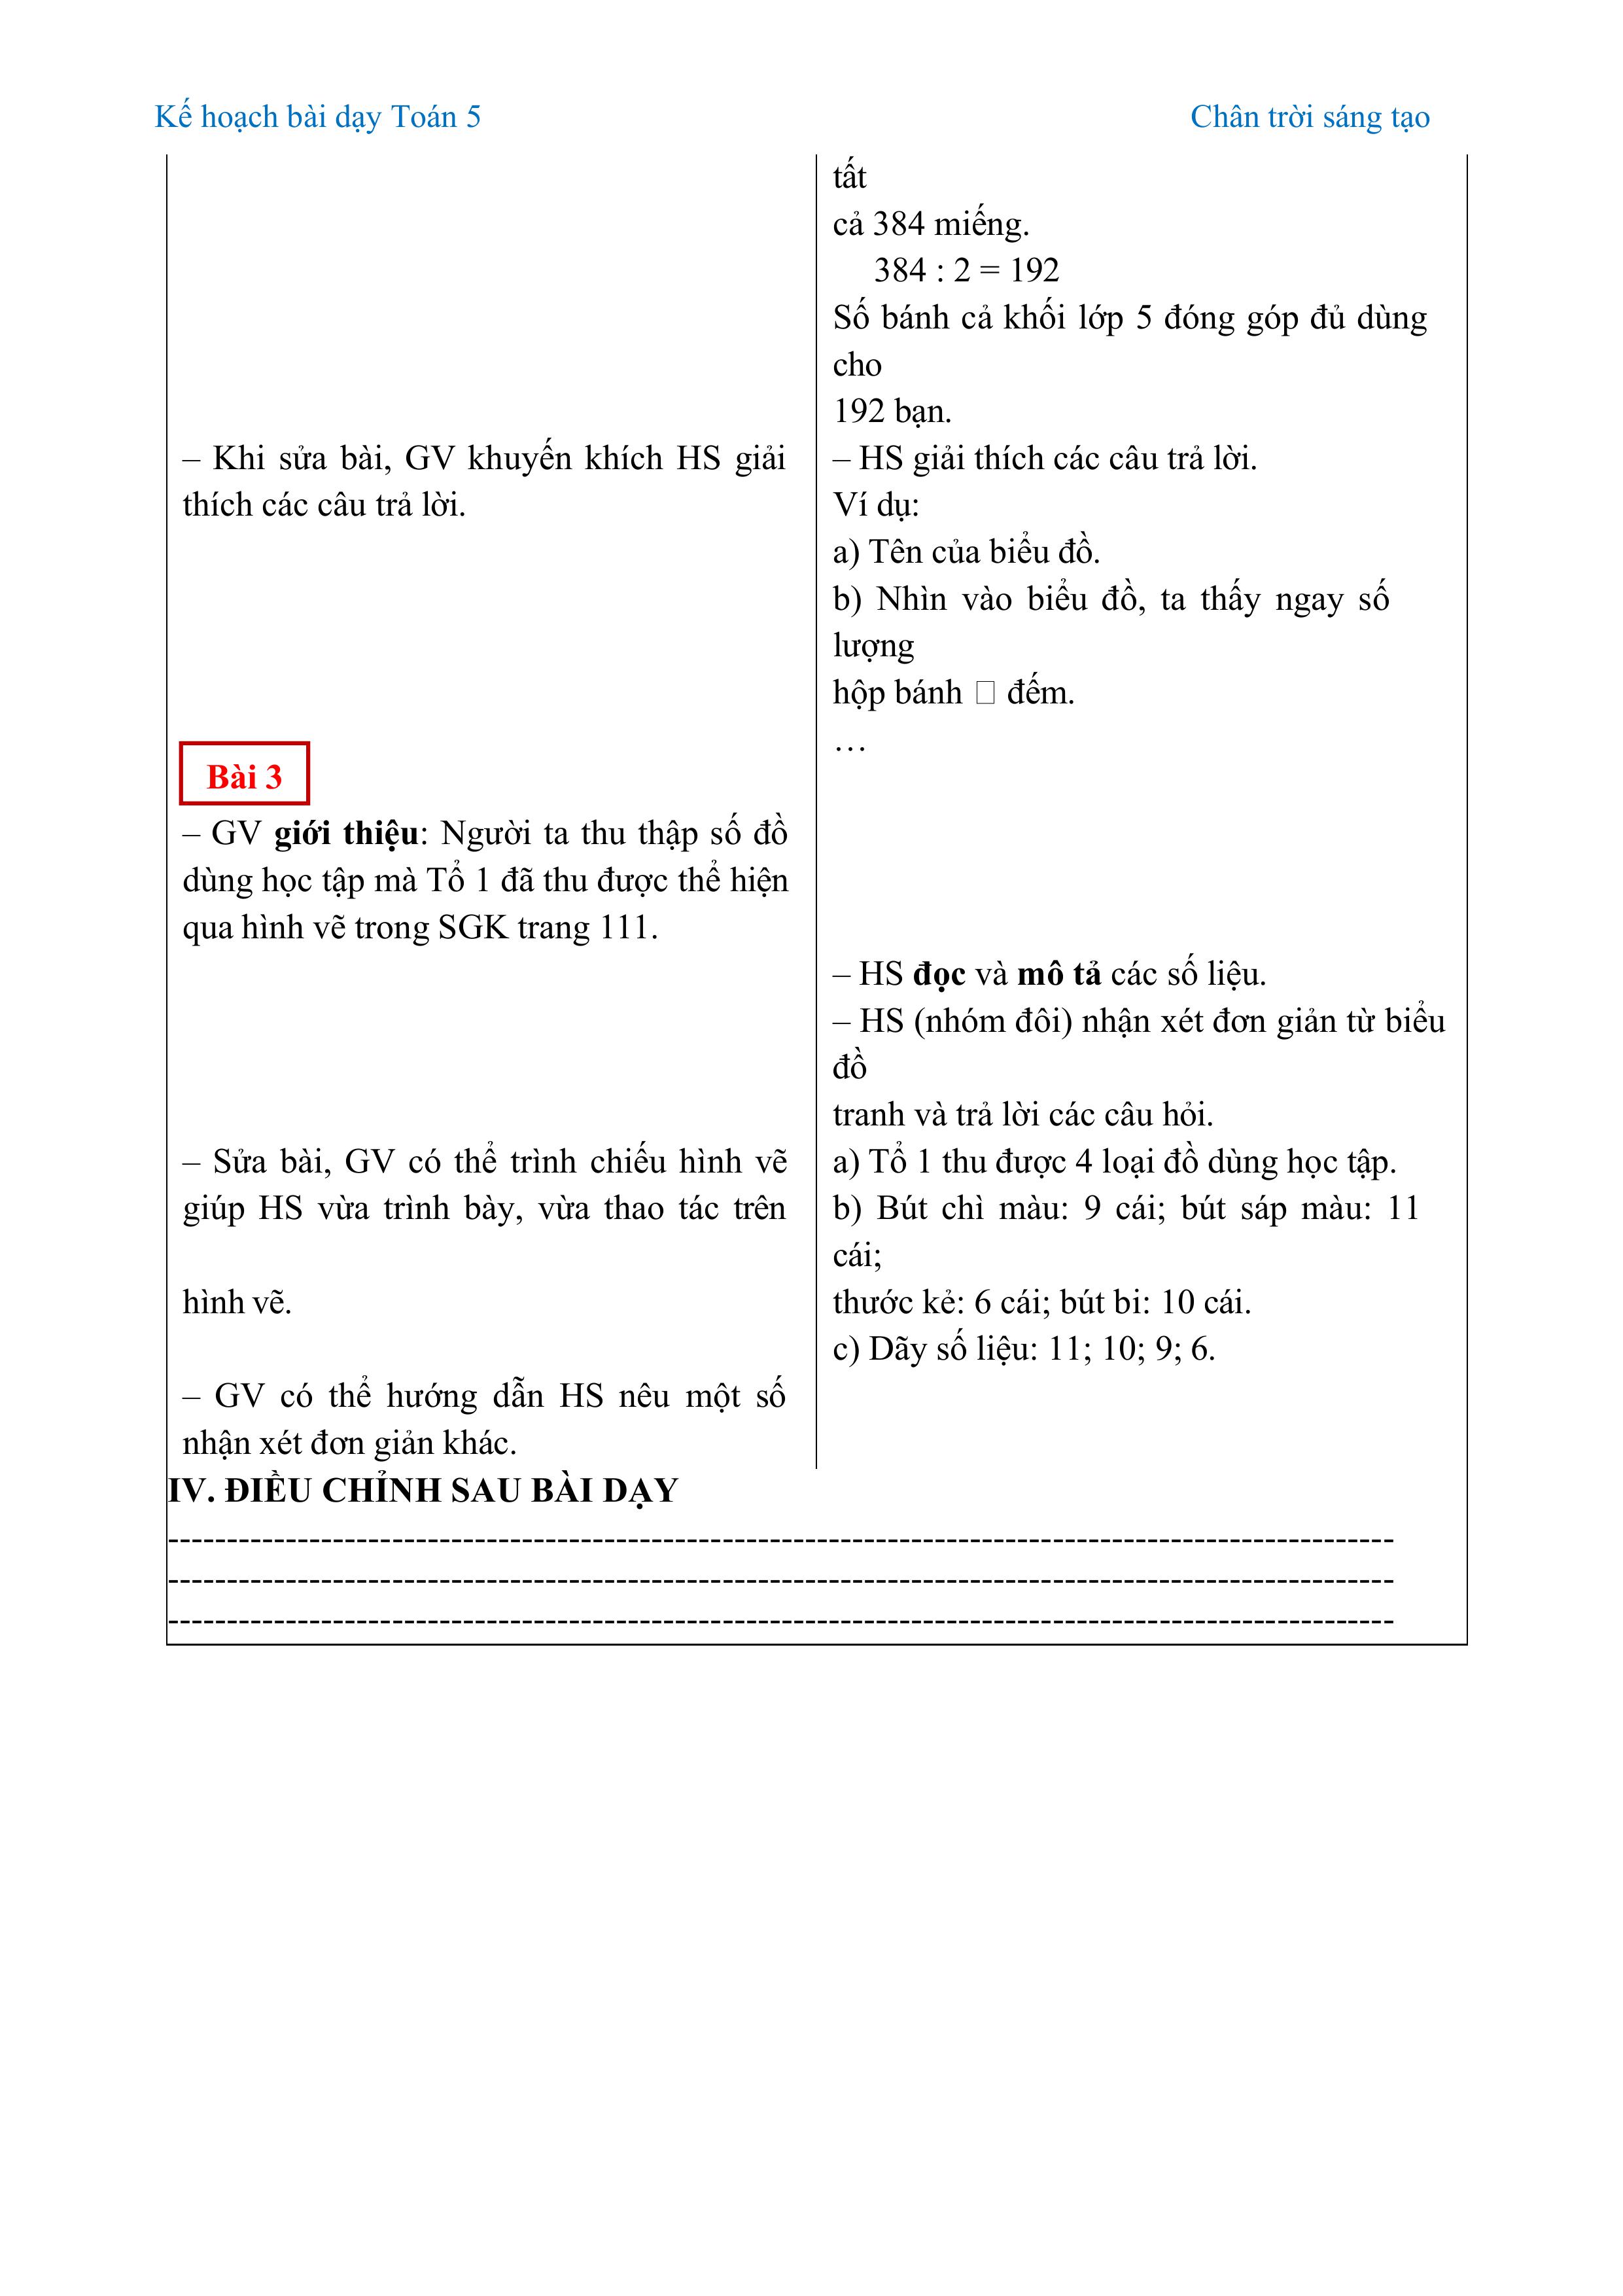 Kế hoạch bài dạy Toán 5
Chân trời sáng tạo
tất
cả 384 miếng.
384 : 2 = 192
Số bánh cả khối lớp 5 đóng góp đủ dùng
cho
192 bạn.
– Khi sửa bài, GV khuyến khích HS giải
thích các câu trả lời.
– HS giải thích các câu trả lời.
Ví dụ:
a) Tên của biểu đồ.
b) Nhìn vào biểu đồ, ta thấy ngay số
lượng
hộp bánh □ đếm.
…
Bài 3
– GV giới thiệu: Người ta thu thập số đồ
dùng học tập mà Tổ 1 đã thu được thể hiện
qua hình vẽ trong SGK trang 111.
– HS đọc và mô tả các số liệu.
– HS (nhóm đôi) nhận xét đơn giản từ biểu
đồ
tranh và trả lời các câu hỏi.
– Sửa bài, GV có thể trình chiếu hình vẽ
giúp HS vừa trình bày, vừa thao tác trên
hình vẽ.
a) Tổ 1 thu được 4 loại đồ dùng học tập.
b) Bút chì màu: 9 cái; bút sáp màu: 11
cái;
thước kẻ: 6 cái; bút bi: 10 cái.
c) Dãy số liệu: 11; 10; 9; 6.
– GV có thể hướng dẫn HS nêu một số
nhận xét đơn giản khác.
IV. ĐIỀU CHỈNH SAU BÀI DẠY